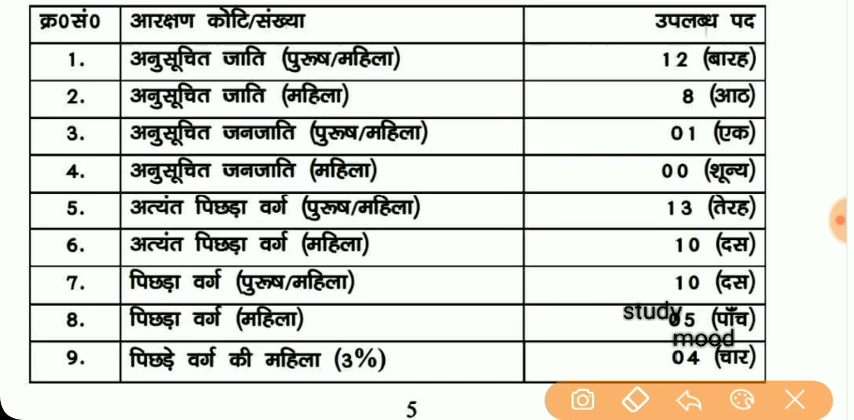 क्र०सं० आरक्षण कोटि/संख्या उपलब्ध पद
1. अनुसूचित जाति (पुरूष/महिला) 12 (बारह)
2. अनुसूचित जाति (महिला) 8 (आठ)
3. अनुसूचित जनजाति (पुरूष/महिला) 01 (एक)
4. अनुसूचित जनजाति (महिला) 00 (शून्य)
5. अत्यंत पिछड़ा वर्ग (पुरूष/महिला) 13 (तेरह)
6. अत्यंत पिछड़ा वर्ग (महिला) 10 (दस)
7. पिछड़ा वर्ग (पुरूष/महिला) 10 (दस)
8. पिछड़ा वर्ग (महिला) 05 (पाँच)
study
mood
9. पिछड़े वर्ग की महिला (3%) 04 (चार)
5